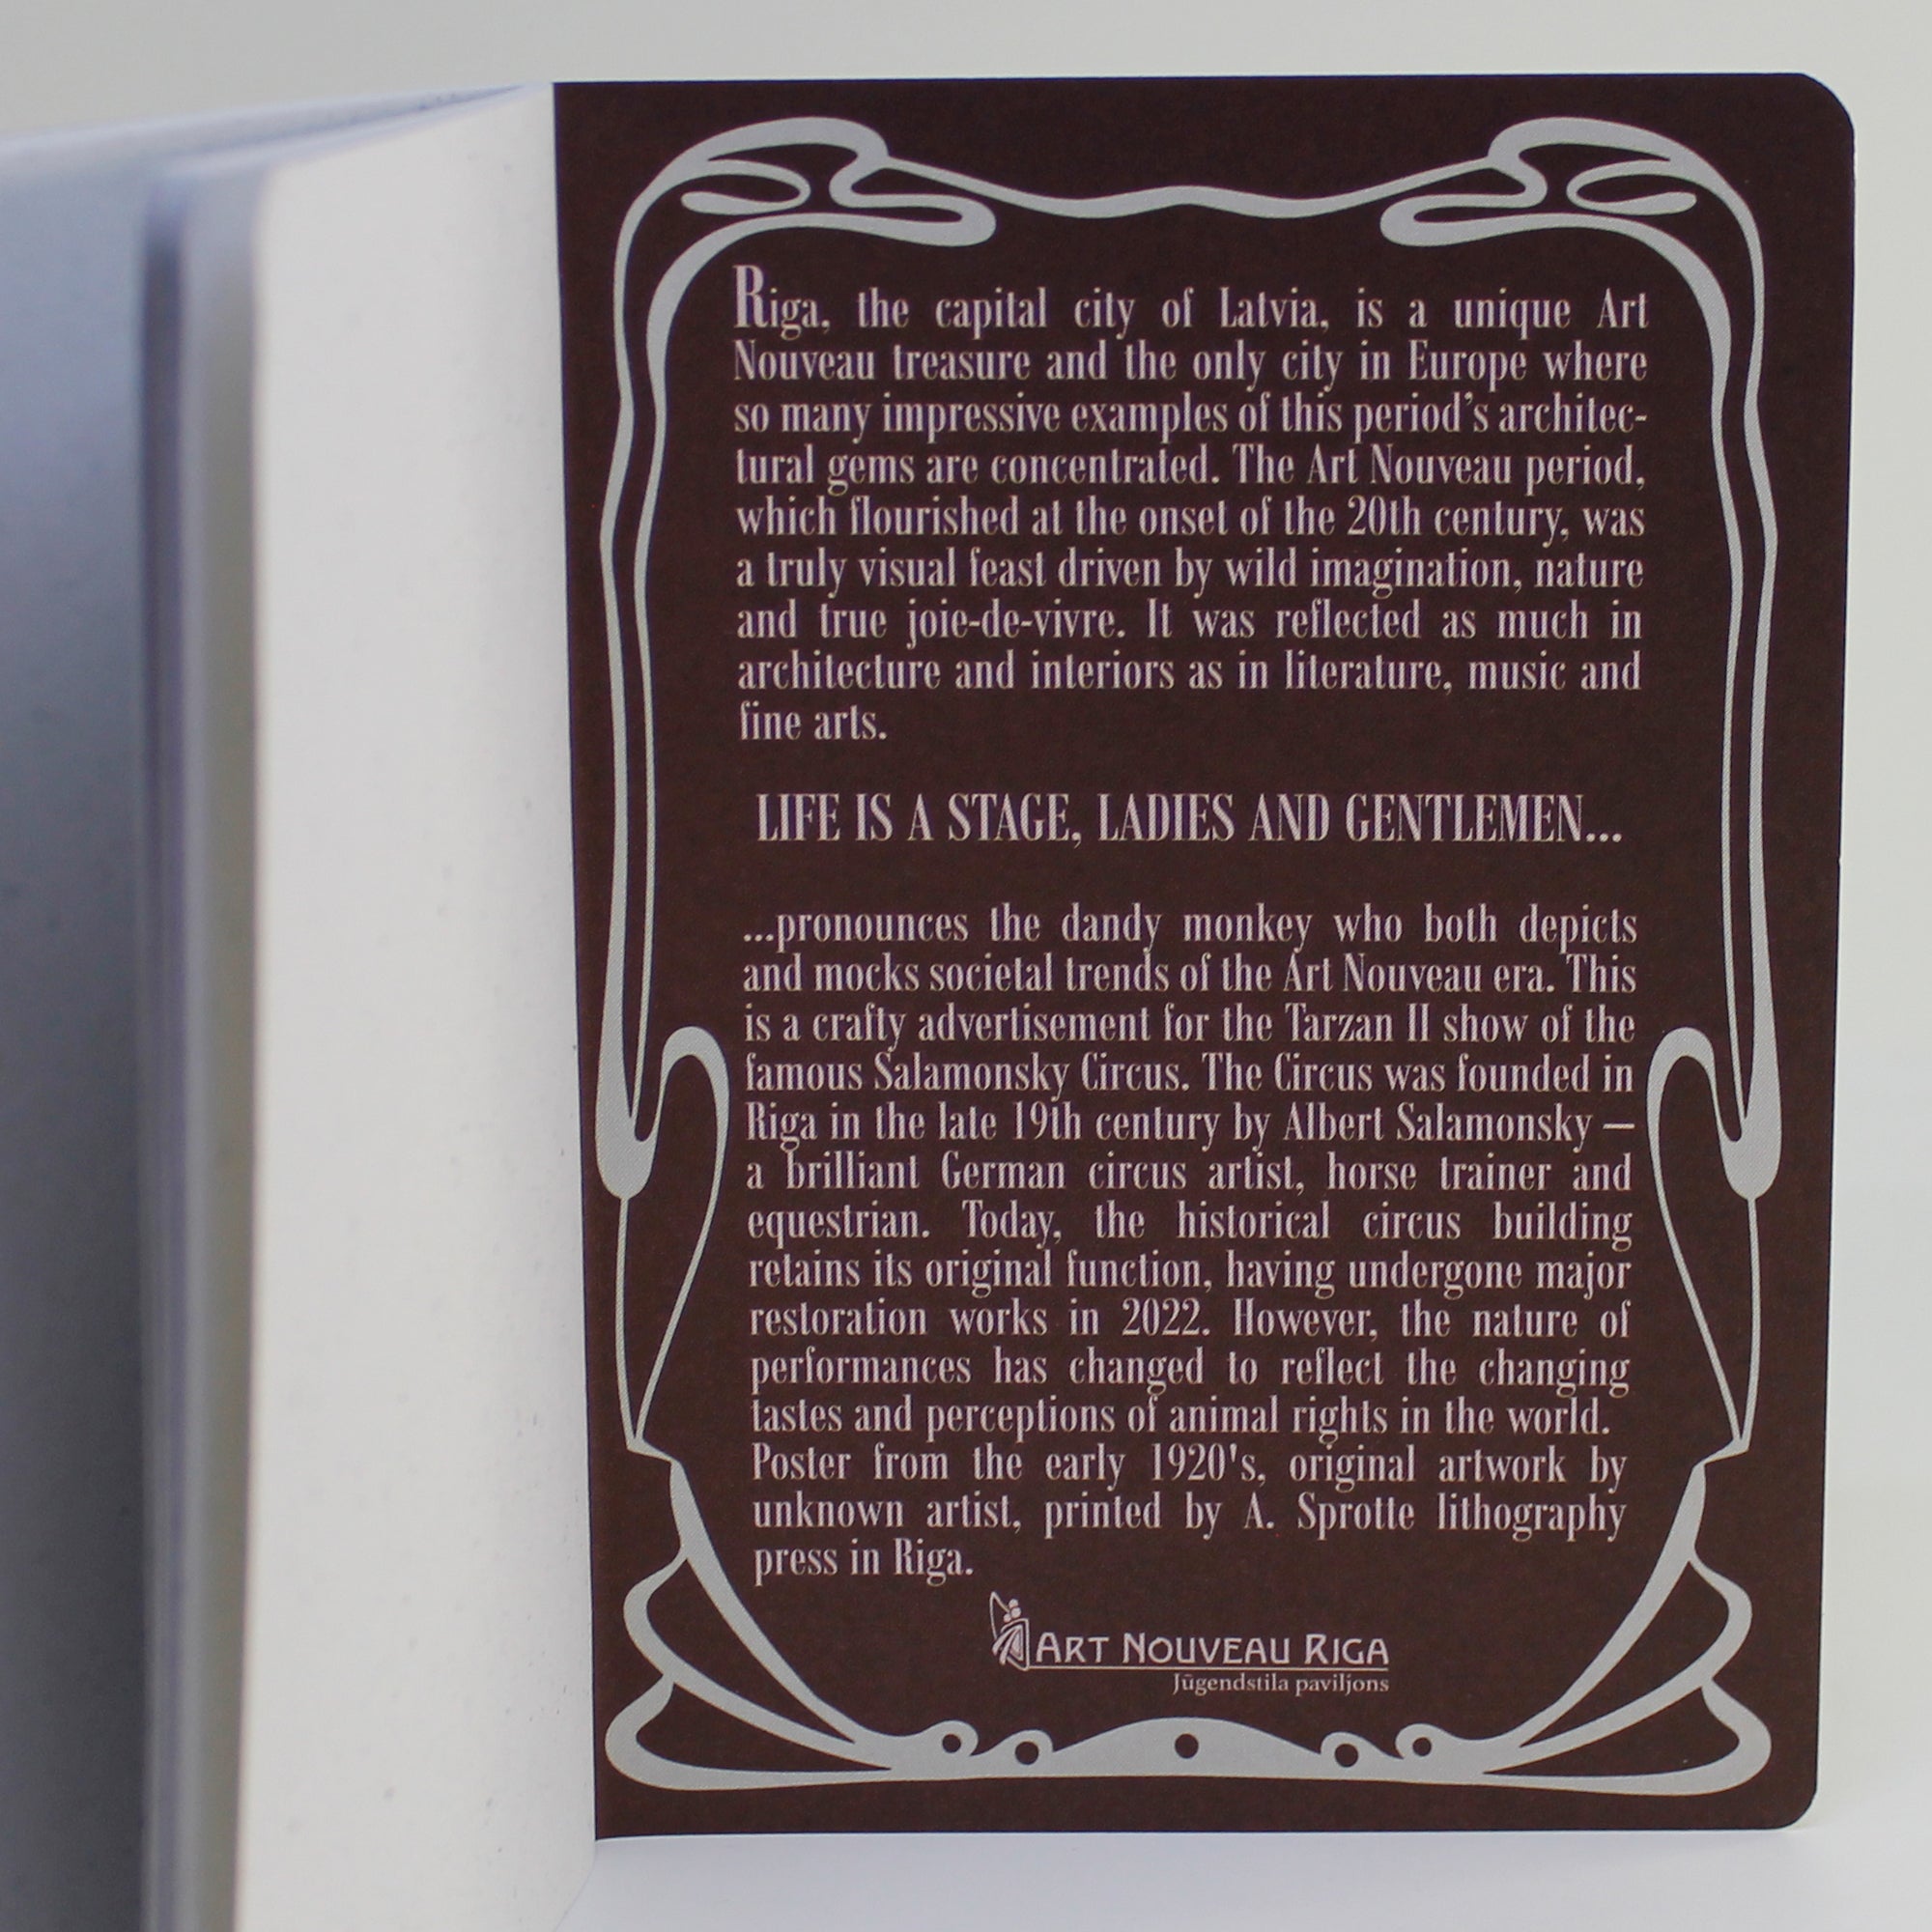 Riga, the capital city of Latvia, is a unique Art
Nouveau treasure and the only city in Europe where
so many impressive examples of this period's architec-
tural gems are concentrated. The Art Nouveau period,
which flourished at the onset of the 20th century, was
a truly visual feast driven by wild imagination, nature
and true joie-de-vivre. It was reflected as much in
architecture and interiors as in literature, music and
fine arts.
LIFE IS A STAGE, LADIES AND GENTLEMEN...
...pronounces the dandy monkey who both depicts
and mocks societal trends of the Art Nouveau era. This
is a crafty advertisement for the Tarzan II show of the
famous Salamonsky Circus. The Circus was founded in
Riga in the late 19th century by Albert Salamonsky –
a brilliant German circus artist, horse trainer and
equestrian. Today, the historical circus building
retains its original function, having undergone major
restoration works in 2022. However, the nature of
performances has changed to reflect the changing
tastes and perceptions of animal rights in the world.
Poster from the early 1920's, original artwork by
unknown artist, printed by A. Sprotte lithography
press in Riga.
ART NOUVEAU RIGA
Jūgendstila paviljons